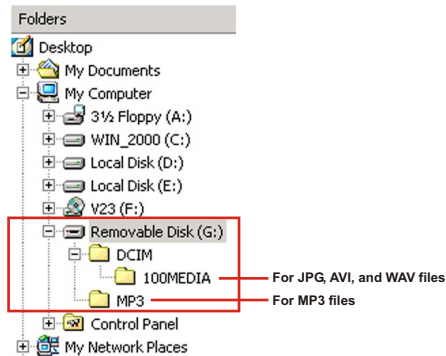 Folders
Desktop
My Documents
My Computer
3½ Floppy (A:)
WIN_2000 (C:)
Local Disk (D:)
Local Disk (E:)
V23 (F:)
Removable Disk (G:)
DCIM
100MEDIA
For JPG, AVI, and WAV files
MP3
For MP3 files
Control Panel
My Network Places